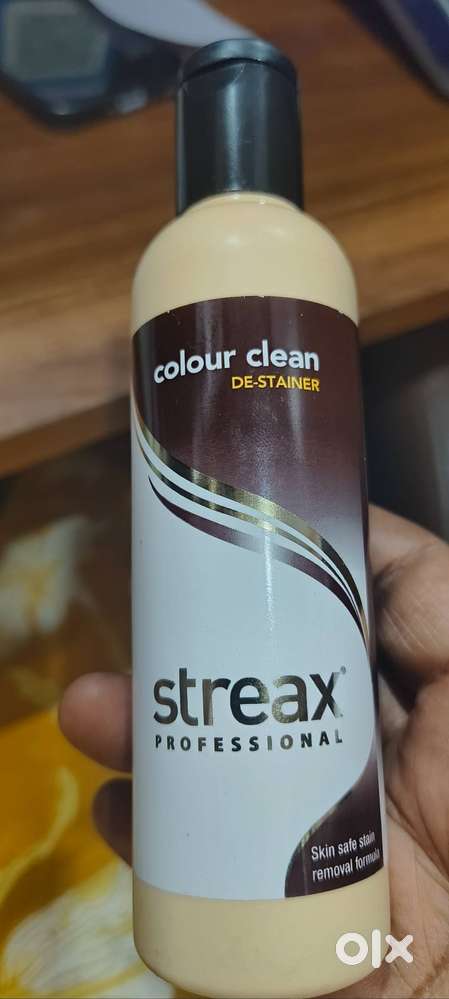 colour clean
DE-STAINER
streax®
PROFESSIONAL
Skin safe stain
removal formula
olx